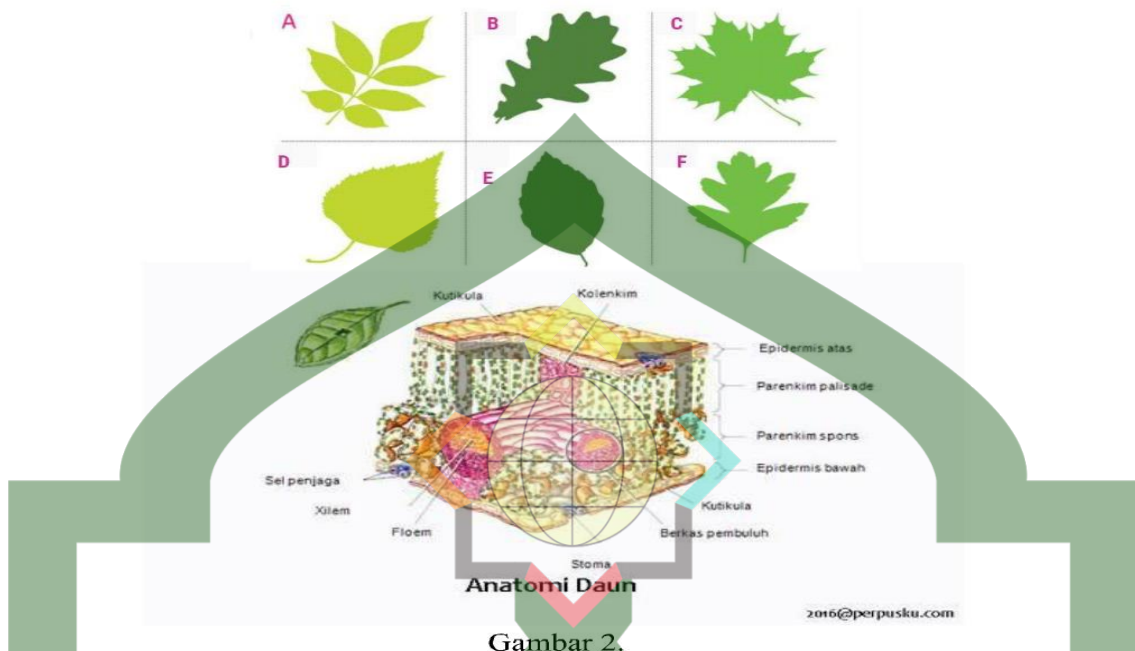 A
B
C
D
E
F
Kutikula
Kolenkim
Epidermis atas
Parenkim palisade
Parenkim spons
Epidermis bawah
Sel penjaga
Kutikula
Xilem
Floem
Berkas pembuluh
Stoma
Anatomi Daun
2016@perpusku.com
Gambar 2.